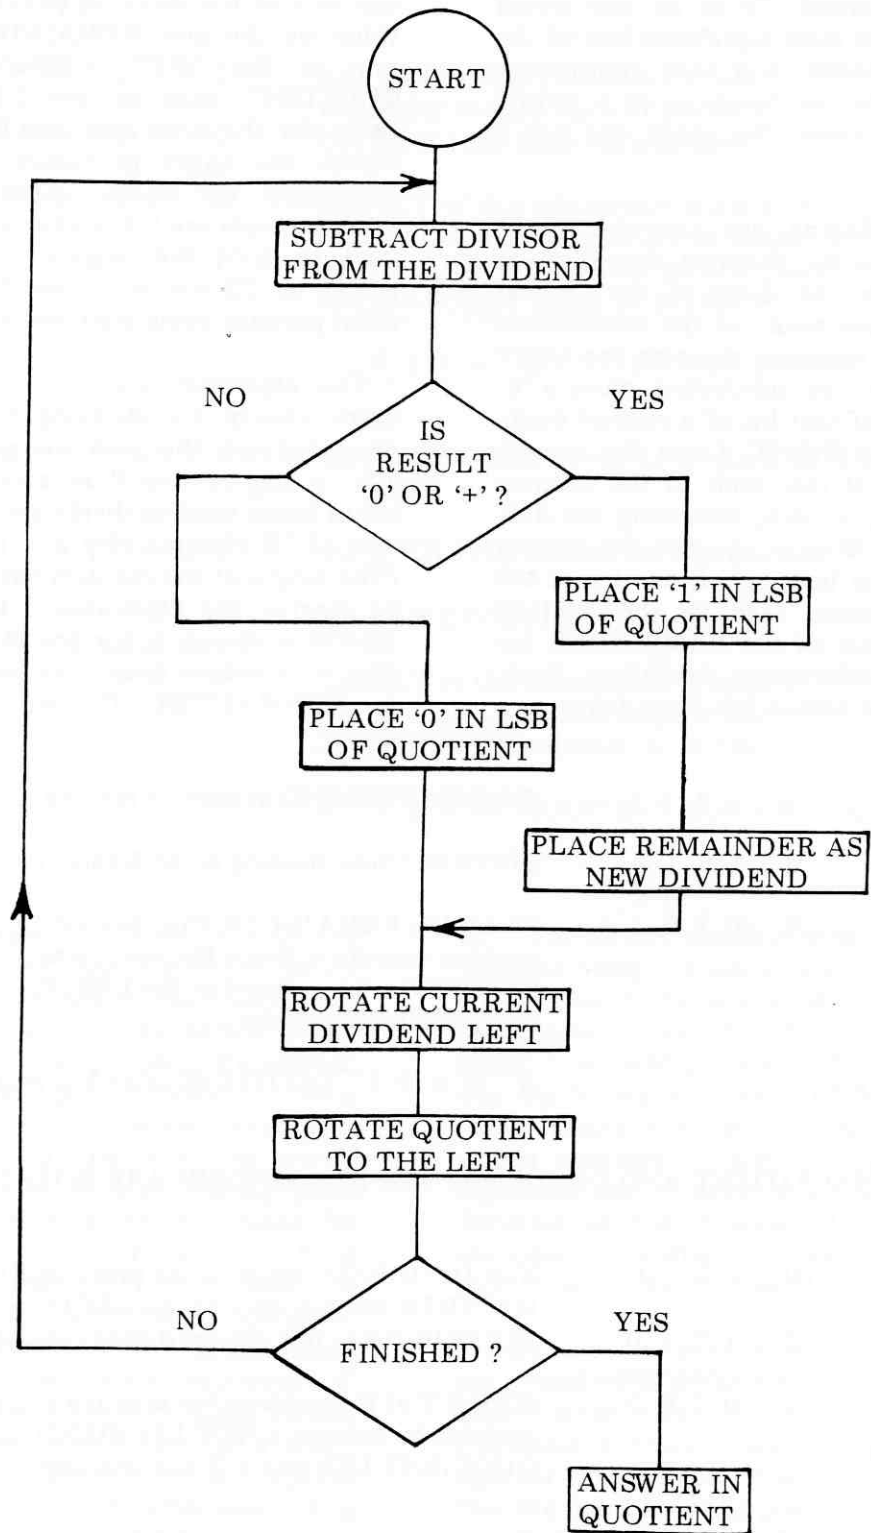 START
SUBTRACT DIVISOR
FROM THE DIVIDEND
NO
YES
IS
RESULT
‘0’ OR ‘+’ ?
PLACE ‘1’ IN LSB
OF QUOTIENT
PLACE ‘0’ IN LSB
OF QUOTIENT
PLACE REMAINDER AS
NEW DIVIDEND
ROTATE CURRENT
DIVIDEND LEFT
ROTATE QUOTIENT
TO THE LEFT
NO
YES
FINISHED ?
ANSWER IN
QUOTIENT